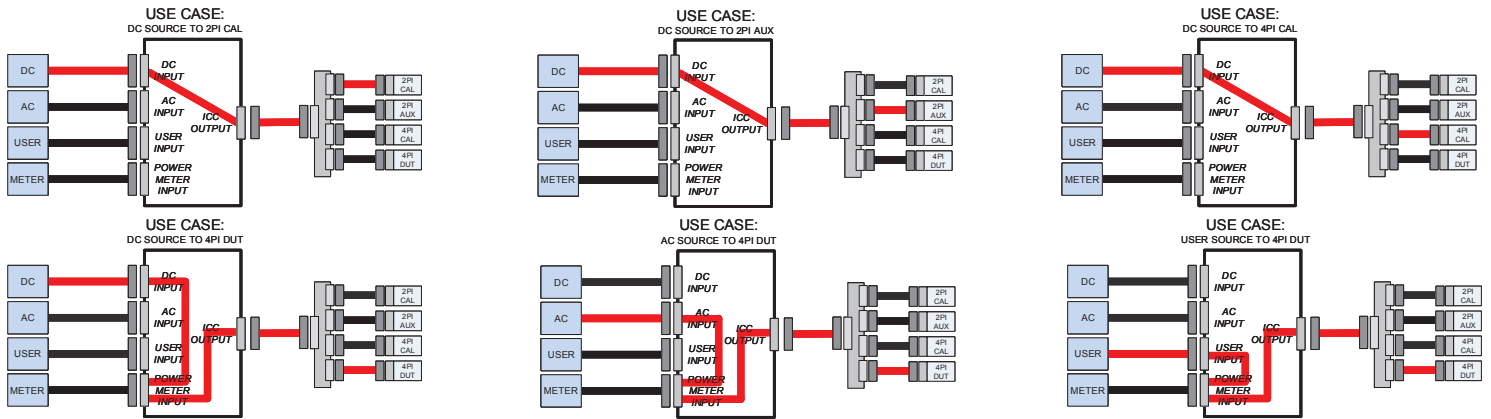 USE CASE:
DC SOURCE TO 2PI CAL
DC
AC
USER
METER
DC
INPUT
AC
INPUT
USER
INPUT
POWER
METER
INPUT
ICC
OUTPUT
2PI
CAL
2PI
AUX
4PI
CAL
4PI
DUT
USE CASE:
DC SOURCE TO 2PI AUX
DC
AC
USER
METER
DC
INPUT
AC
INPUT
USER
INPUT
POWER
METER
INPUT
ICC
OUTPUT
2PI
CAL
2PI
AUX
4PI
CAL
4PI
DUT
USE CASE:
DC SOURCE TO 4PI CAL
DC
AC
USER
METER
DC
INPUT
AC
INPUT
USER
INPUT
POWER
METER
INPUT
ICC
OUTPUT
2PI
CAL
2PI
AUX
4PI
CAL
4PI
DUT
USE CASE:
DC SOURCE TO 4PI DUT
DC
AC
USER
METER
DC
INPUT
AC
INPUT
USER
INPUT
POWER
METER
INPUT
ICC
OUTPUT
2PI
CAL
2PI
AUX
4PI
CAL
4PI
DUT
USE CASE:
AC SOURCE TO 4PI DUT
DC
AC
USER
METER
DC
INPUT
AC
INPUT
USER
INPUT
POWER
METER
INPUT
ICC
OUTPUT
2PI
CAL
2PI
AUX
4PI
CAL
4PI
DUT
USE CASE:
USER SOURCE TO 4PI DUT
DC
AC
USER
METER
DC
INPUT
AC
INPUT
USER
INPUT
POWER
METER
INPUT
ICC
OUTPUT
2PI
CAL
2PI
AUX
4PI
CAL
4PI
DUT